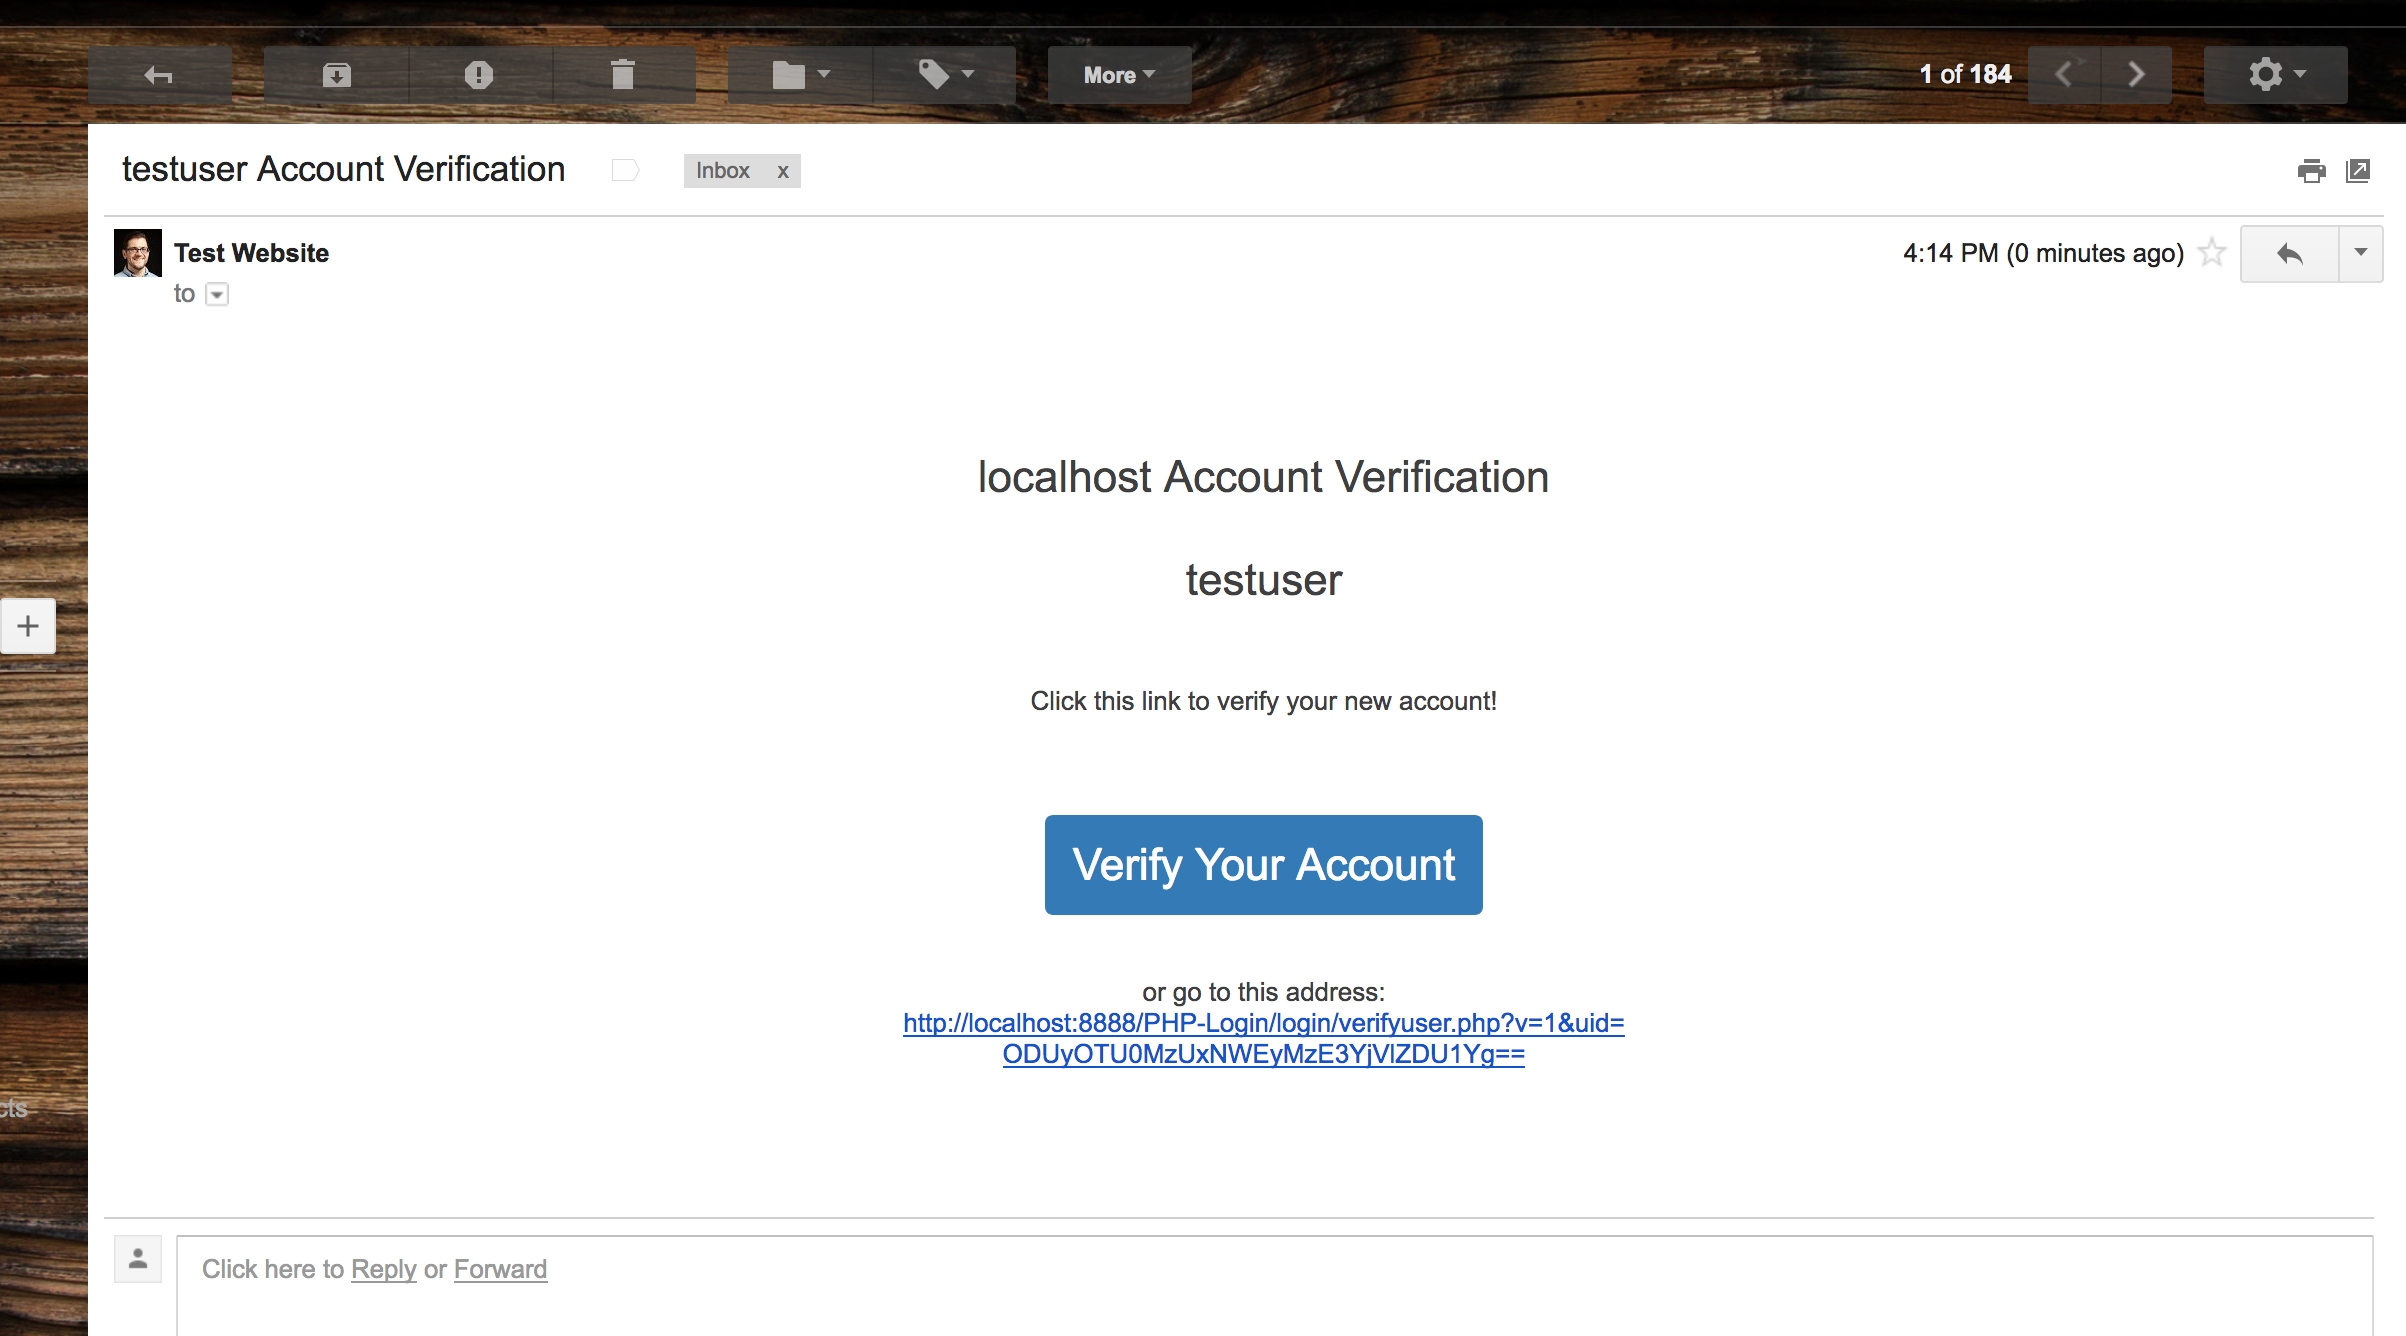 More
1 of 184
testuser Account Verification
Inbox x
Test Website
4:14 PM (0 minutes ago)
to
localhost Account Verification
testuser
Click this link to verify your new account!
Verify Your Account
or go to this address:
http://localhost:8888/PHP-Login/login/verifyuser.php?v=1&uid=
ODUyOTU0MzUxNWEyMzE3YjVlZDU1Yg==
cts
Click here to Reply or Forward